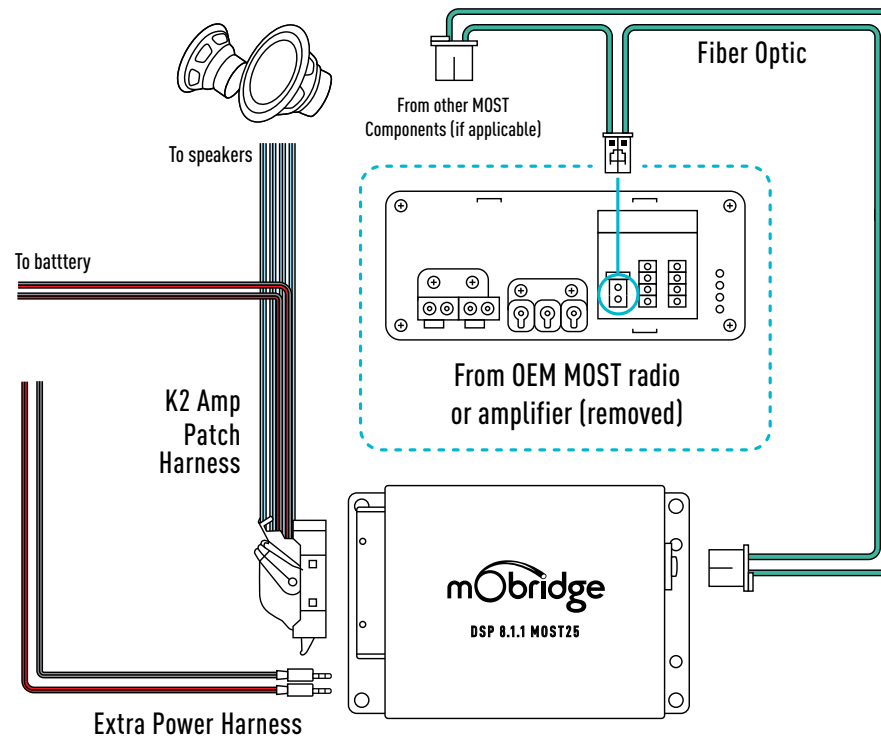 Fiber Optic
From other MOST
Components (if applicable)
To speakers
To batttery
From OEM MOST radio
or amplifier (removed)
K2 Amp
Patch
Harness
mObridge
DSP 8.1.1 MOST25
Extra Power Harness